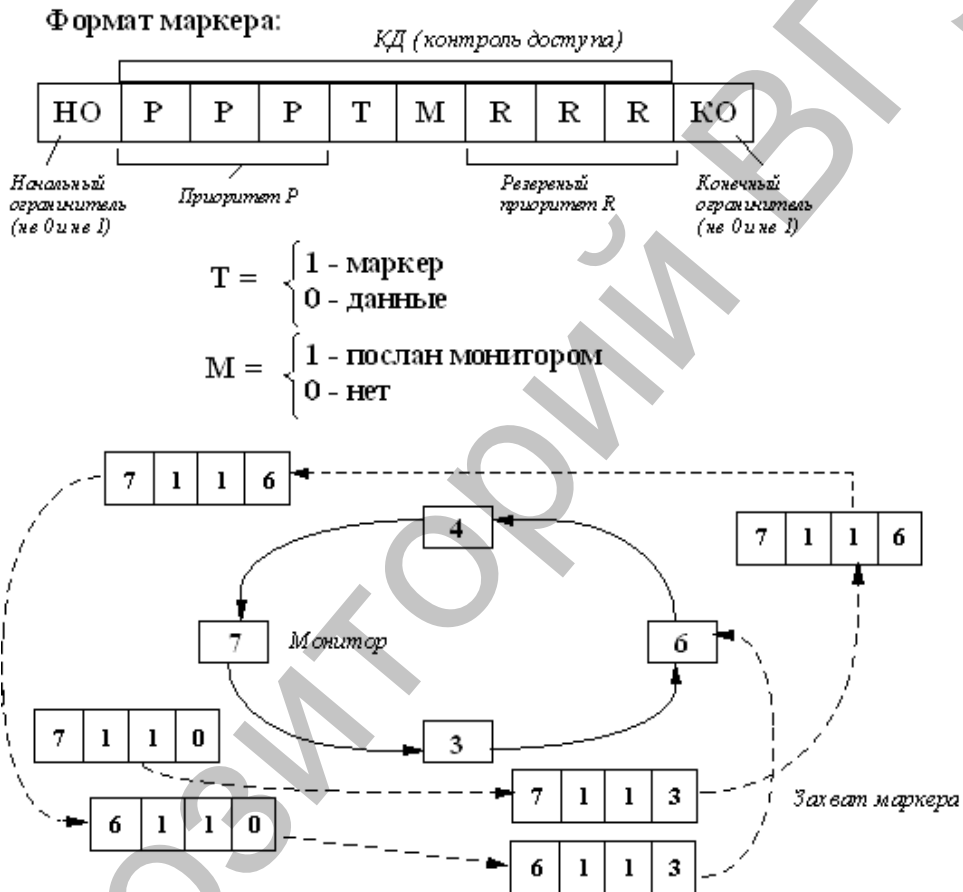 Формат маркера:
КД (контроль доступа)
НО P P P T M R R R КО
Начальный
ограничитель
(не 0 и не 1)
Приоритет P
Резервный
приоритет R
Конечный
ограничитель
(не 0 и не 1)
T =
1 - маркер
0 - данные
M =
1 - послан монитором
0 - нет
7 1 1 6
4
7 1 1 6
7
Монитор
6
7 1 1 0
3
7 1 1 3
Захват маркера
6 1 1 0
6 1 1 3
ОЗИТОРИЙ ВГ